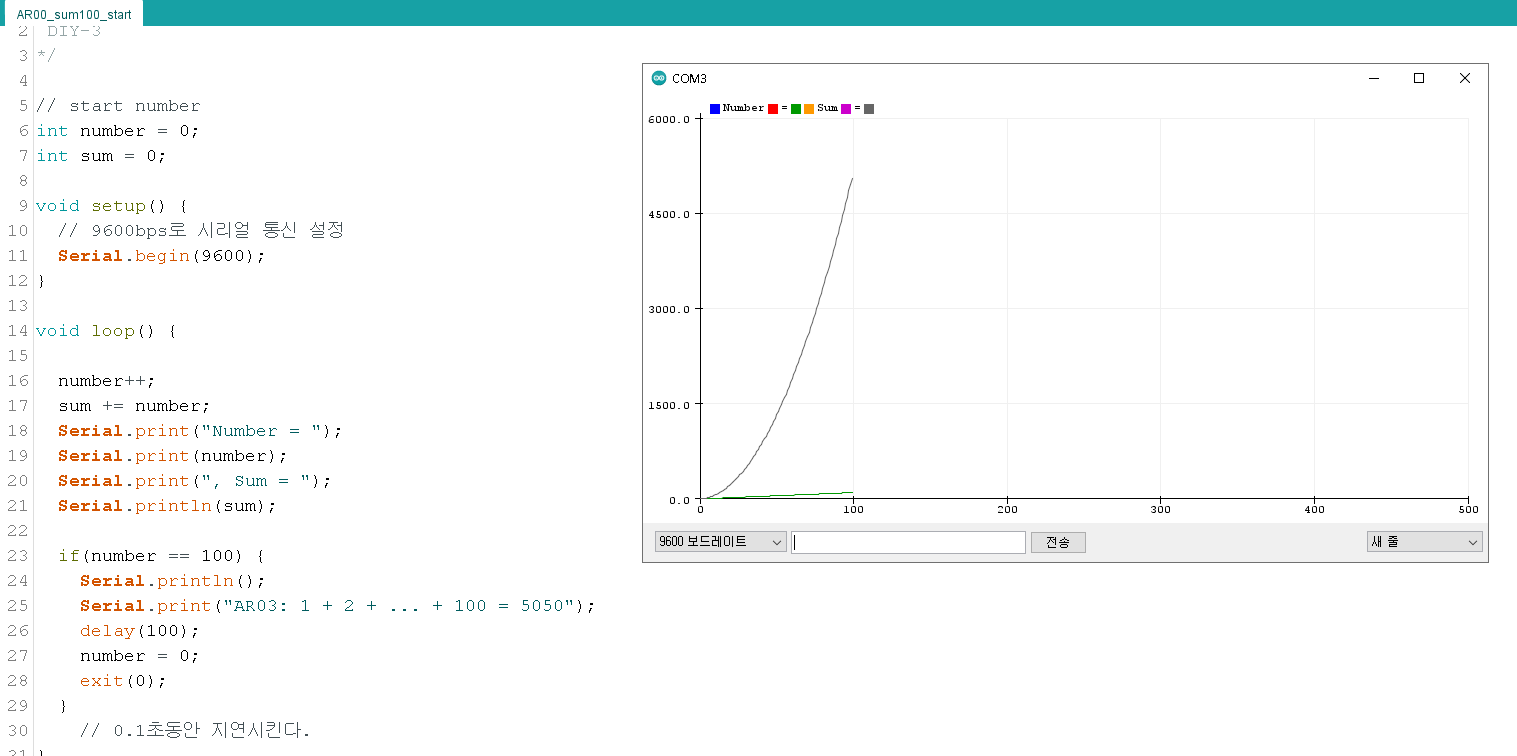 AR00_sum100_start
2 DIY-3
3 */
4
5 // start number
6 int number = 0;
7 int sum = 0;
8
9 void setup() {
10 // 9600bps로 시리얼 통신 설정
11 Serial.begin(9600);
12 }
13
14 void loop() {
15
16 number++;
17 sum += number;
18 Serial.print("Number = ");
19 Serial.print(number);
20 Serial.print(", Sum = ");
21 Serial.println(sum);
22
23 if(number == 100) {
24 Serial.println();
25 Serial.print("AR03: 1 + 2 + ... + 100 = 5050");
26 delay(100);
27 number = 0;
28 exit(0);
29 }
30 // 0.1초동안 지연시킨다.
31 }
COM3
Number = Sum =
6000.0
4500.0
3000.0
1500.0
0.0
0 100 200 300 400 500
9600 보드레이트 전송 새 줄